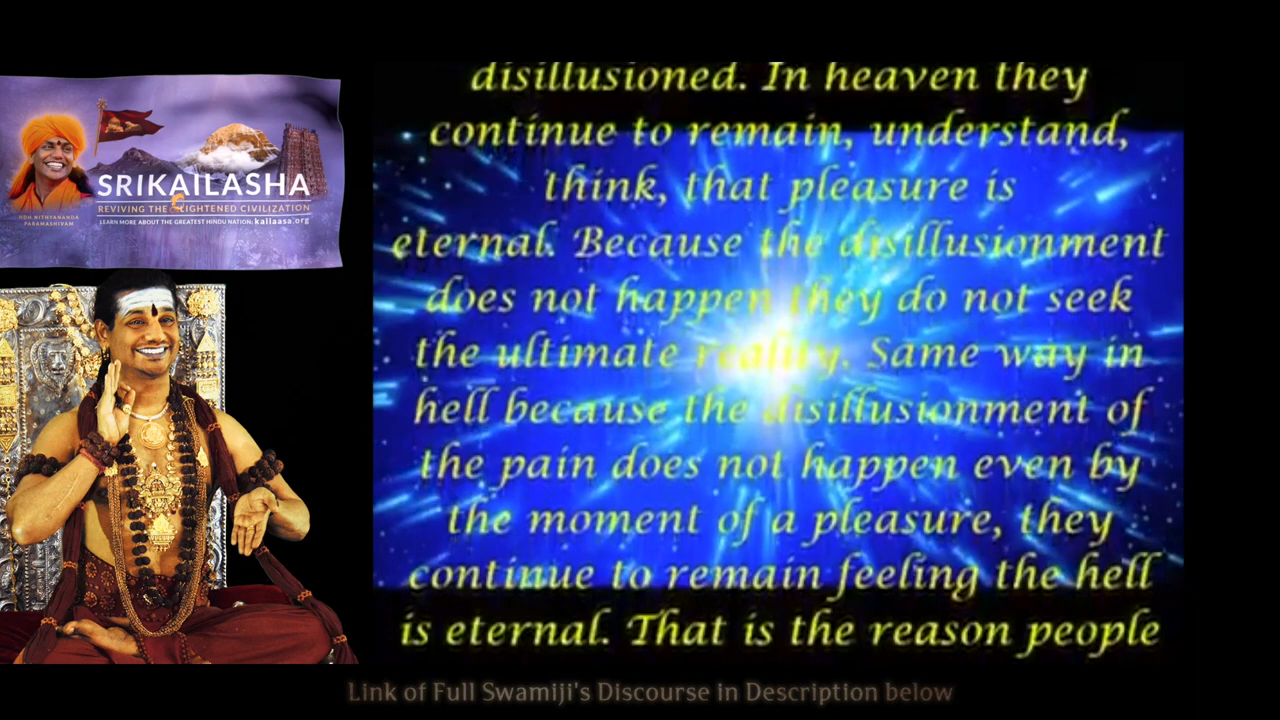 HDH NITHYANANDA
PARAMASHIVAM
SRIKAILASHA
REVIVING THE ENLIGHTENED CIVILIZATION
LEARN MORE ABOUT THE GREATEST HINDU NATION: kailaasa.org
disillusioned. In heaven they
continue to remain, understand,
think, that pleasure is
eternal. Because the disillusionment
does not happen they do not seek
the ultimate reality. Same way in
hell because the disillusionment of
the pain does not happen even by
the moment of a pleasure, they
continue to remain feeling the hell
is eternal. That is the reason people
Link of Full Swamiji's Discourse in Description below